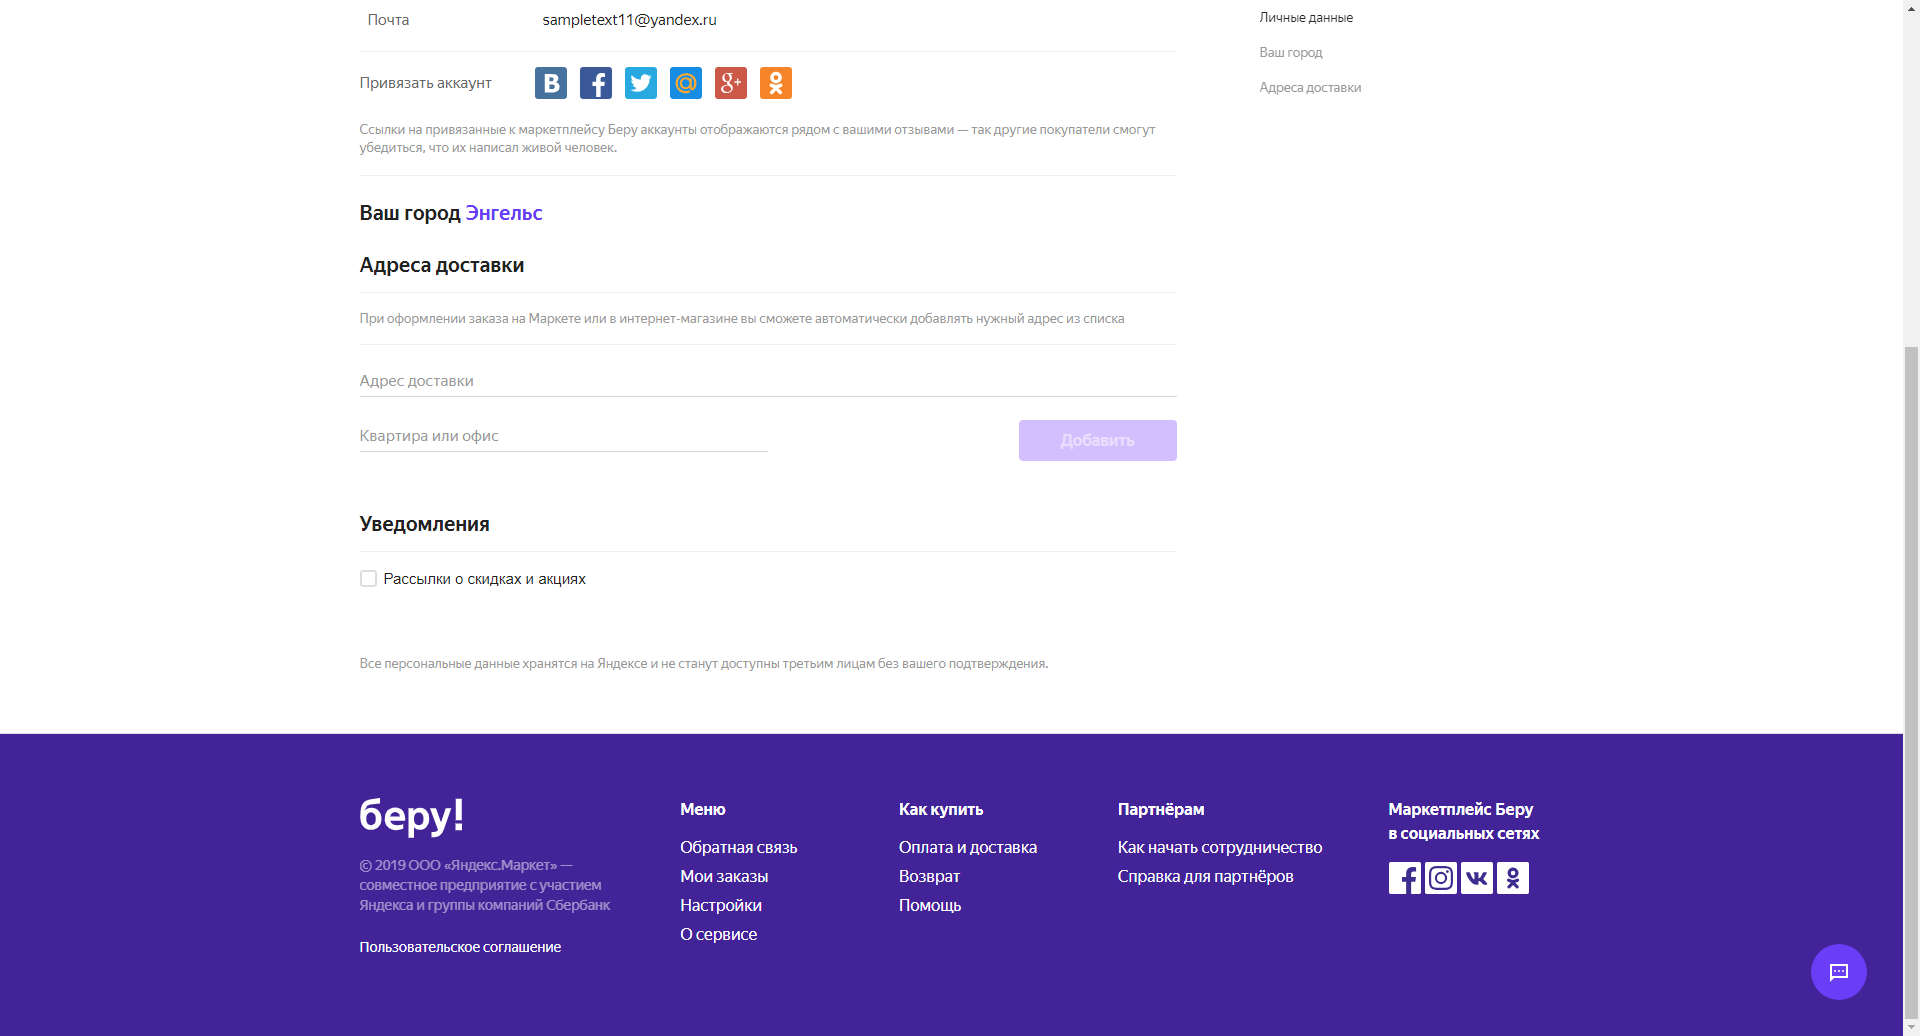 Почта
sampletext11@yandex.ru
Привязать аккаунт
Ссылки на привязанные к маркетплейсу Беру аккаунты отображаются рядом с вашими отзывами — так другие покупатели смогут
убедиться, что их написал живой человек.
Ваш город Энгельс
Адреса доставки
При оформлении заказа на Маркете или в интернет-магазине вы сможете автоматически добавлять нужный адрес из списка
Адрес доставки
Квартира или офис
Добавить
Уведомления
Рассылки о скидках и акциях
Все персональные данные хранятся на Яндексе и не станут доступны третьим лицам без вашего подтверждения.
Личные данные
Ваш город
Адреса доставки
беру!
© 2019 ООО «Яндекс.Маркет» —
совместное предприятие с участием
Яндекса и группы компаний Сбербанк
Пользовательское соглашение
Меню
Обратная связь
Мои заказы
Настройки
О сервисе
Как купить
Оплата и доставка
Возврат
Помощь
Партнёрам
Как начать сотрудничество
Справка для партнёров
Маркетплейс Беру
в социальных сетях